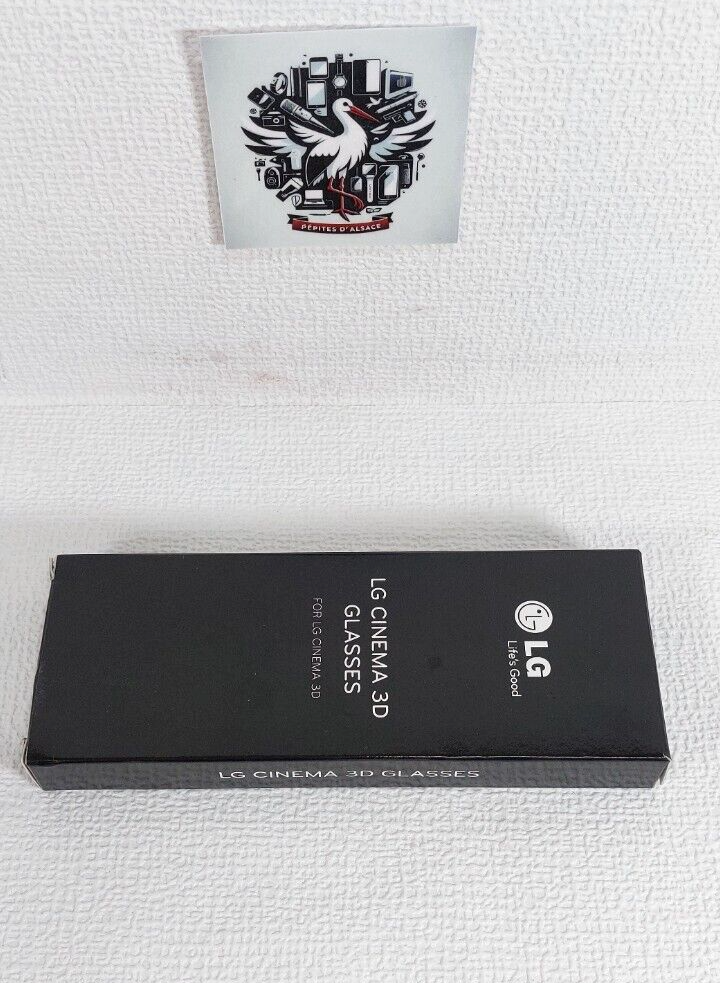 PÉPITES D'ALSACE
LG
Life's Good
LG CINEMA 3D
GLASSES
FOR LG CINEMA 3D
LG CINEMA 3D GLASSES